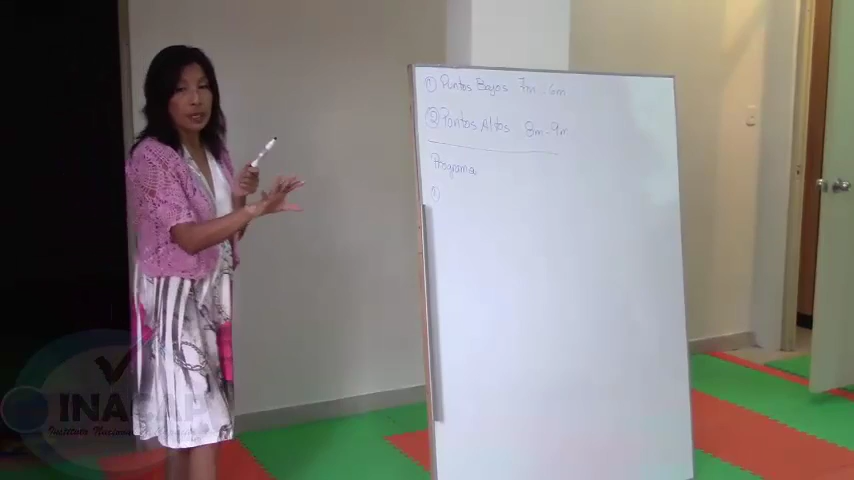 ① Puntos Bajos 7m - 6m
② Puntos Altos 8m - 9m
Programa
①
INACAP